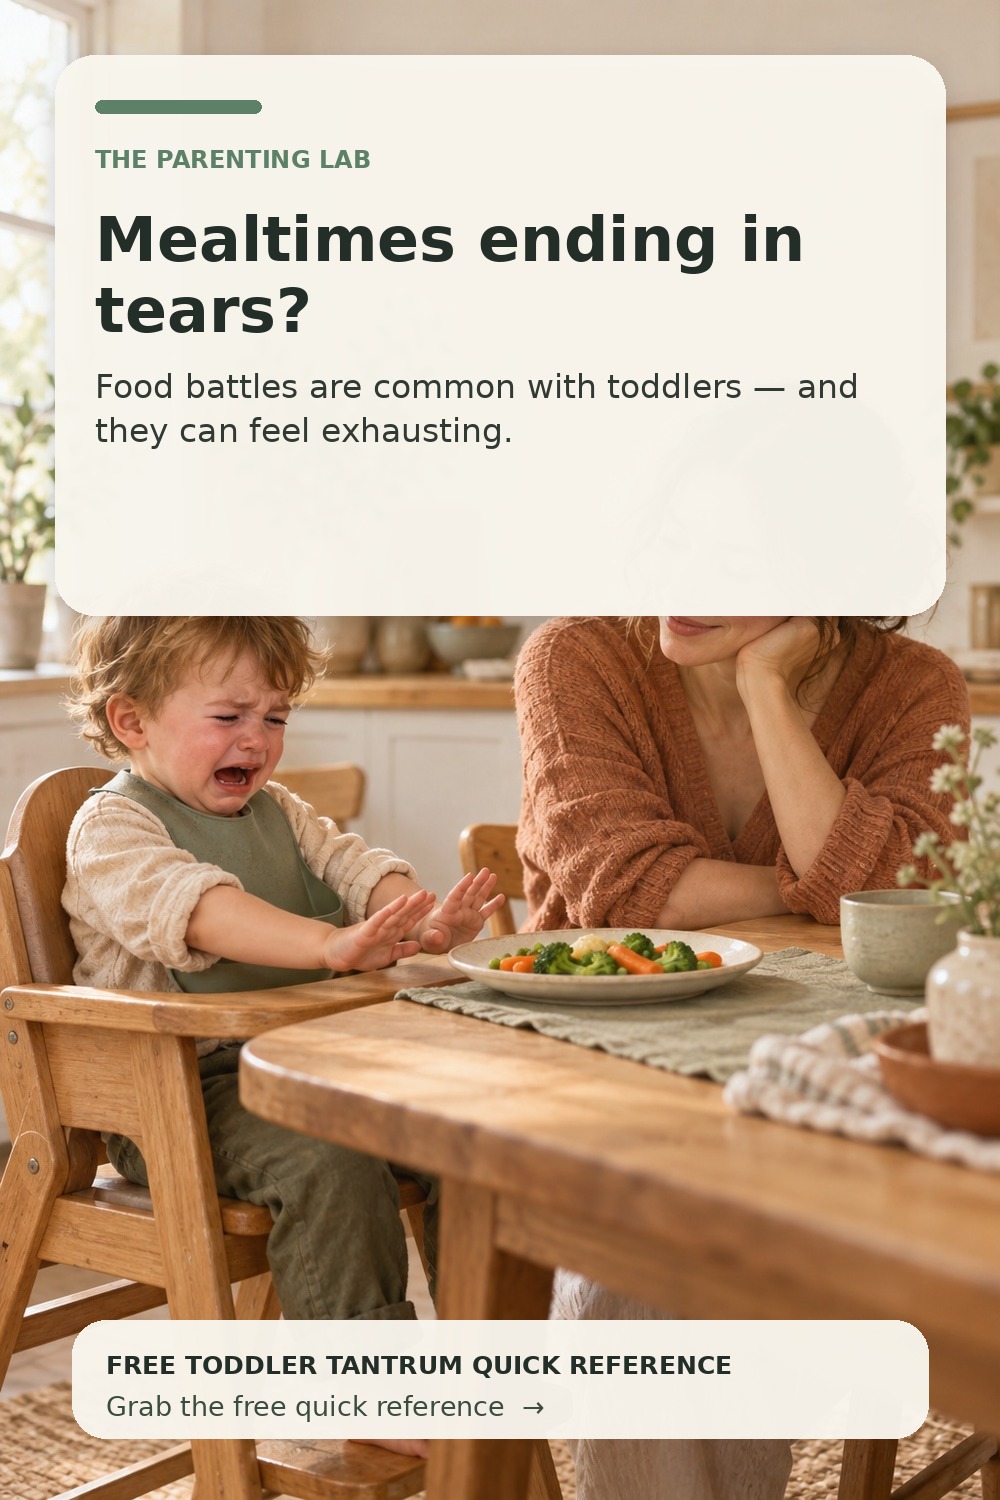 THE PARENTING LAB
Mealtimes ending in
tears?
Food battles are common with toddlers — and
they can feel exhausting.
FREE TODDLER TANTRUM QUICK REFERENCE
Grab the free quick reference →